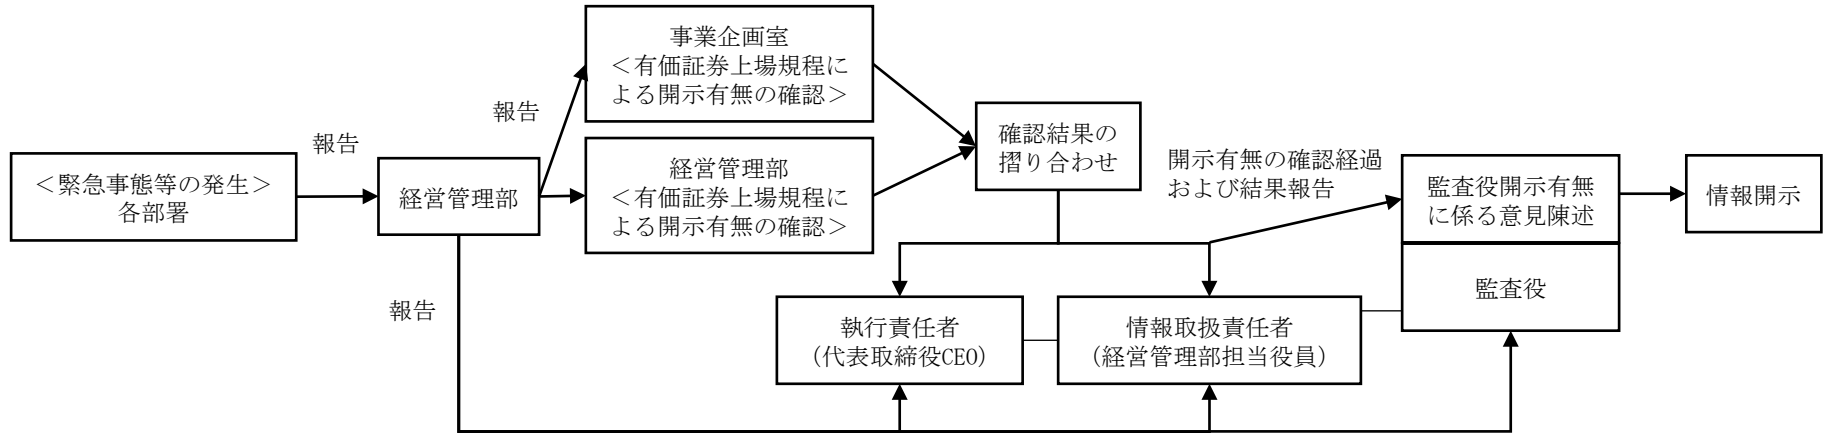 事業企画室
＜有価証券上場規程に
よる開示有無の確認＞
報告
報告
＜緊急事態等の発生＞
各部署
経営管理部
経営管理部
＜有価証券上場規程に
よる開示有無の確認＞
確認結果の
摺り合わせ
開示有無の確認経過
および結果報告
監査役開示有無
に係る意見陳述
情報開示
監査役
報告
執行責任者
（代表取締役CEO）
情報取扱責任者
（経営管理部担当役員）